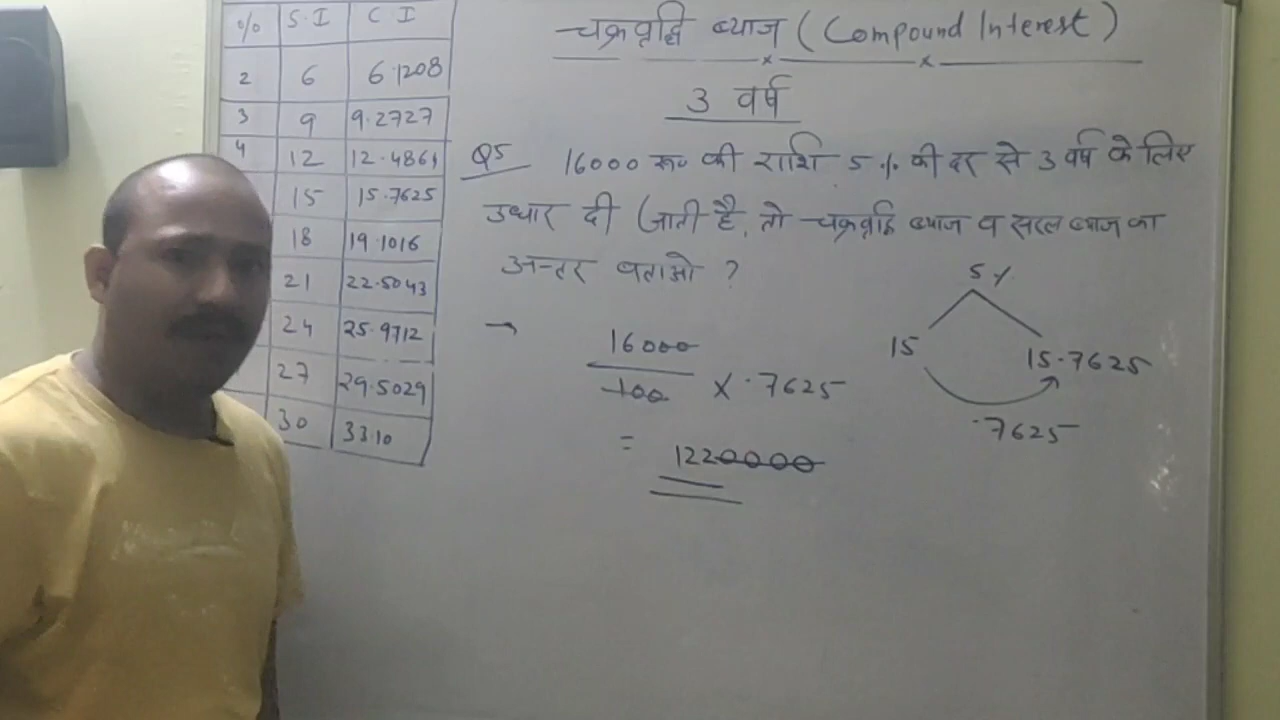 % S.I C.I
2 6 6.1208
3 9 9.2727
4 12 12.4864
15 15.7625
18 19.1016
21 22.5043
24 25.9712
27 29.5029
30 33.10
चक्रवृद्धि ब्याज (Compound Interest)
3 वर्ष
Q5 16000 रू० की राशि 5 % की दर से 3 वर्ष के लिए
उधार दी जाती है, तो चक्रवृद्धि ब्याज व सरल ब्याज का
अन्तर बताओ ?
→ 16000
100 × .7625
= 1220000
5 %
15 15.7625
.7625